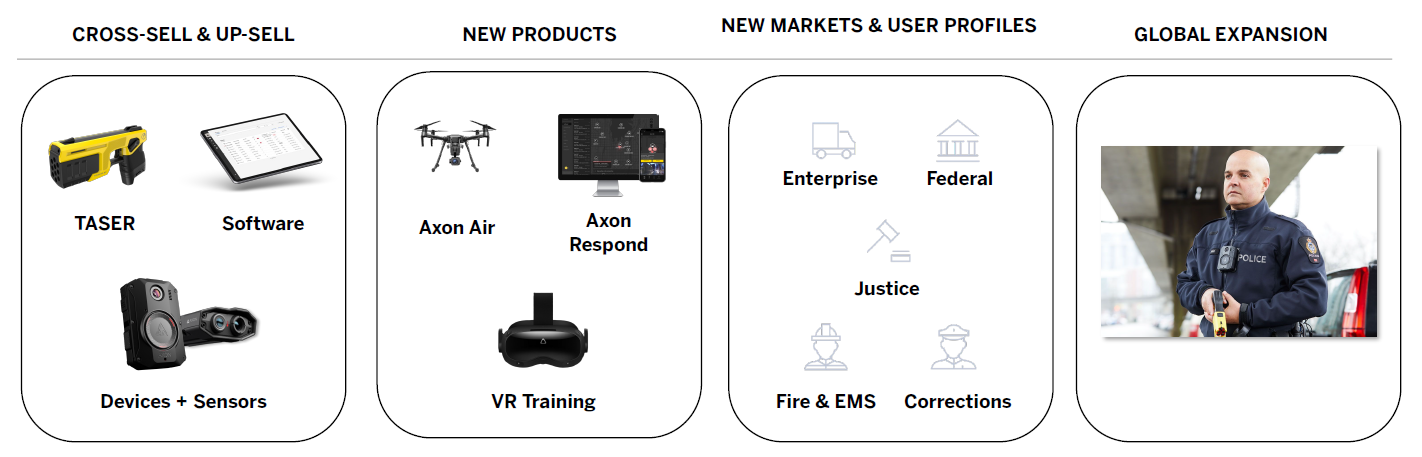 CROSS-SELL & UP-SELL
NEW PRODUCTS
NEW MARKETS & USER PROFILES
GLOBAL EXPANSION
TASER
Software
Devices + Sensors
Axon Air
Axon
Respond
VR Training
Enterprise
Federal
Justice
Fire & EMS
Corrections
POLICE